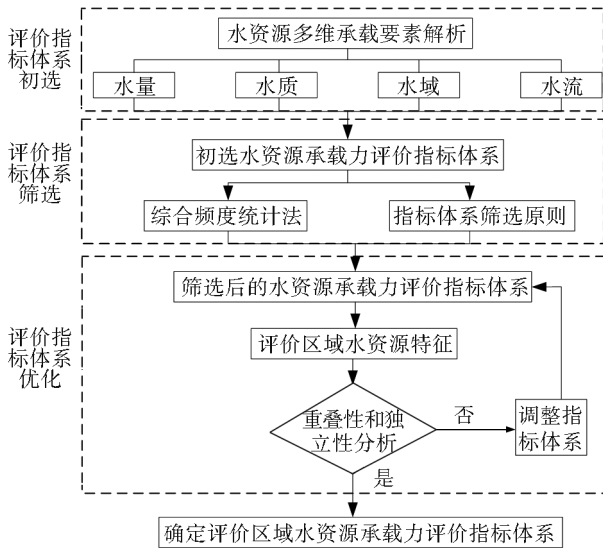 评价指
标体系
初选
水资源多维承载要素解析
水量
水质
水域
水流
评价指
标体系
筛选
初选水资源承载力评价指标体系
综合频度统计法
指标体系筛选原则
评价指
标体系
优化
筛选后的水资源承载力评价指标体系
评价区域水资源特征
重叠性和独
立性分析
否
调整指
标体系
是
确定评价区域水资源承载力评价指标体系